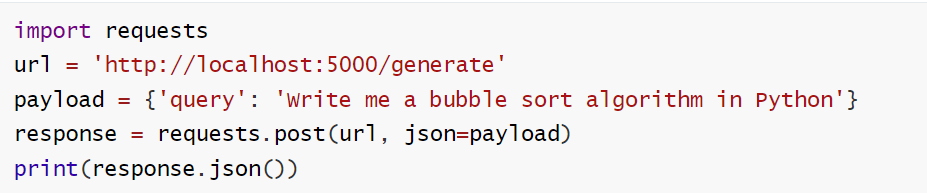 import requests
url = 'http://localhost:5000/generate'
payload = {'query': 'Write me a bubble sort algorithm in Python'}
response = requests.post(url, json=payload)
print(response.json())